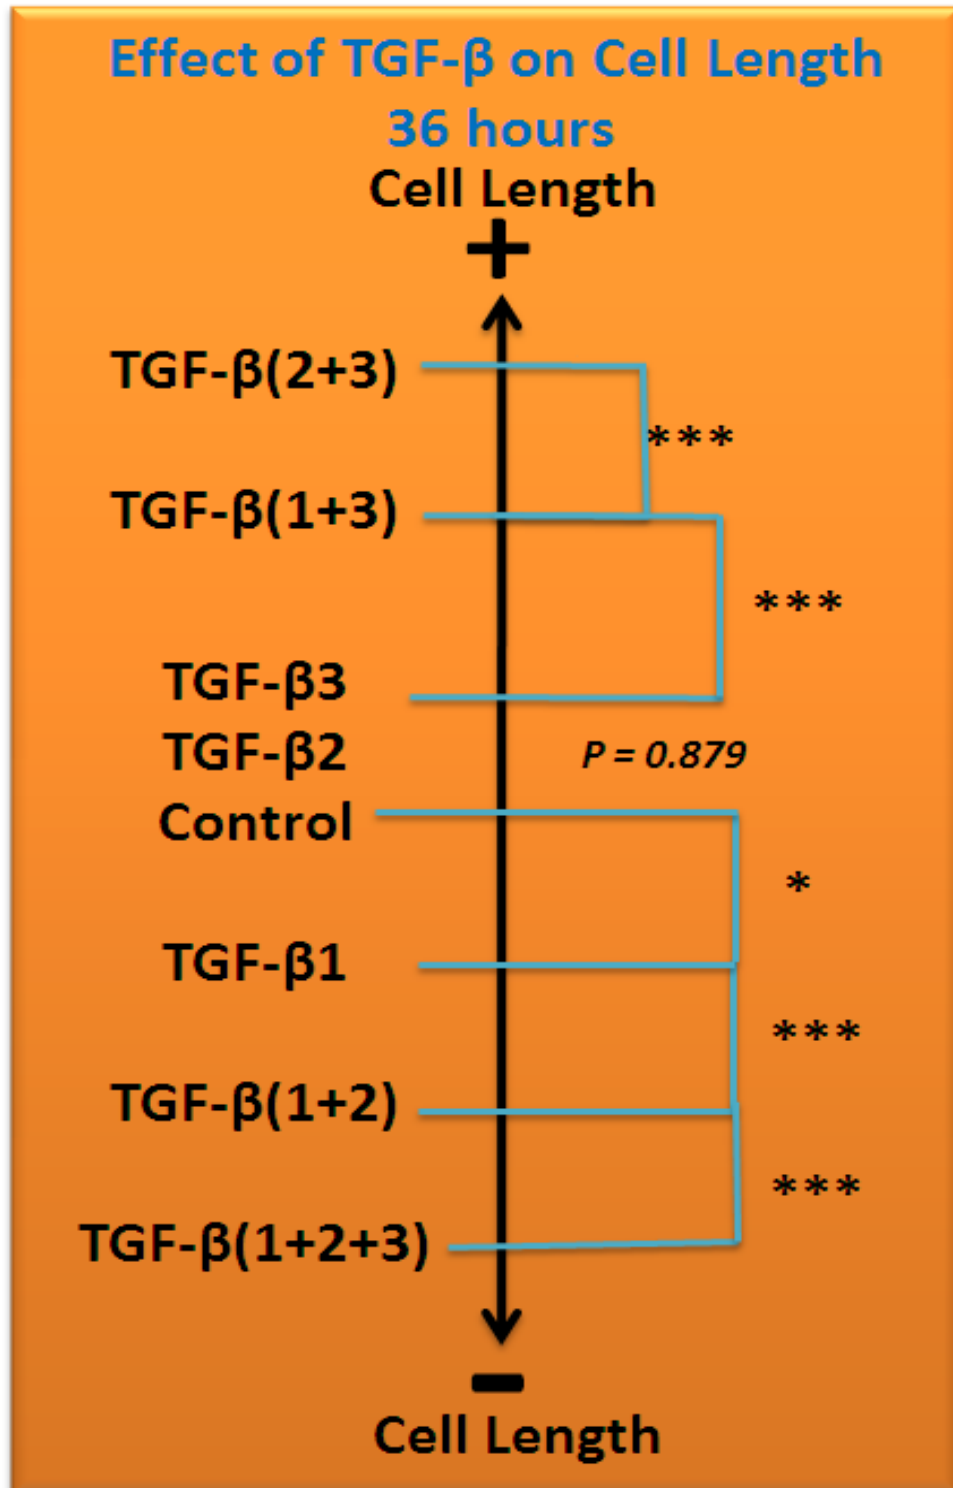 Effect of TGF-β on Cell Length
36 hours
Cell Length
+
TGF-β(2+3)
***
TGF-β(1+3)
***
TGF-β3
TGF-β2
P = 0.879
Control
*
TGF-β1
***
TGF-β(1+2)
***
TGF-β(1+2+3)
-
Cell Length